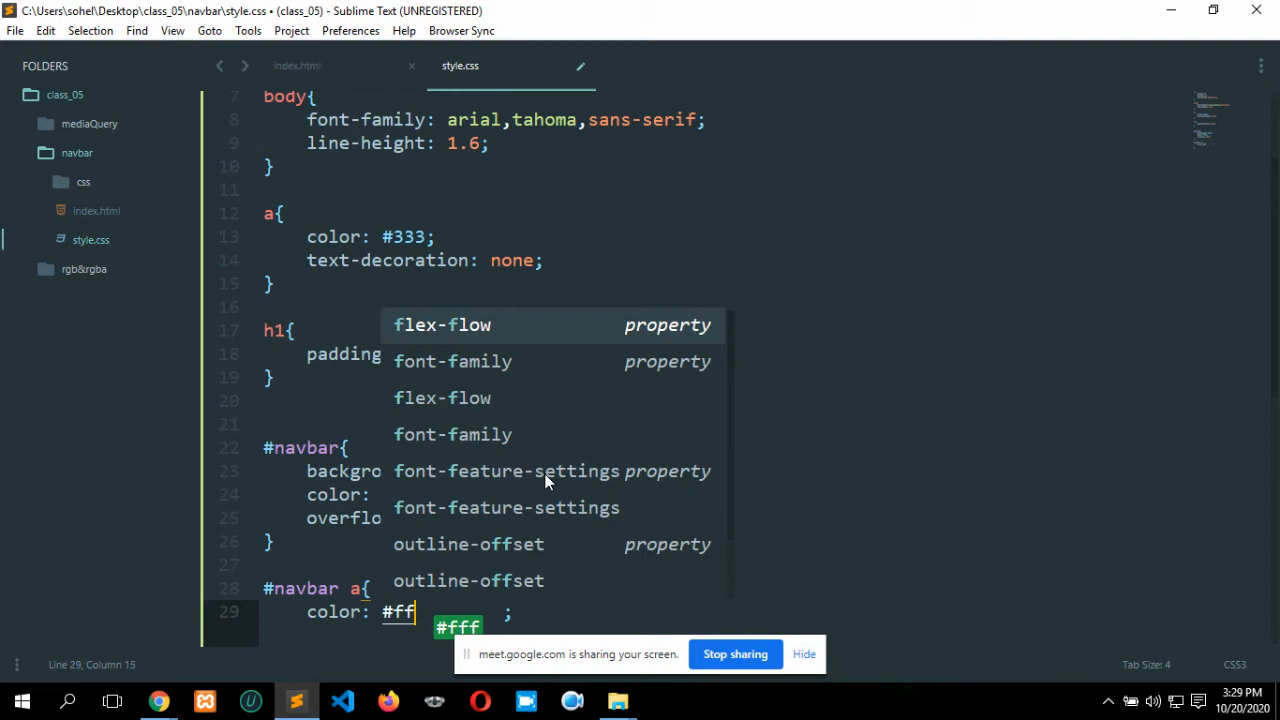 C:\Users\sohel\Desktop\class_05\navbar\style.css • (class_05) - Sublime Text (UNREGISTERED)
File Edit Selection Find View Goto Tools Project Preferences Help Browser Sync
FOLDERS
class_05
mediaQuery
navbar
css
index.html
style.css
rgb&rgba
index.html
style.css
7 body{
8 font-family: arial,tahoma,sans-serif;
9 line-height: 1.6;
10 }
11
12 a{
13 color: #333;
14 text-decoration: none;
15 }
16
17 h1{
18 padding
19 }
20
21
22 #navbar{
23 backgro
24 color:
25 overflo
26 }
27
28 #navbar a{
29 color: #ff ;
flex-flow property
font-family property
flex-flow
font-family
font-feature-settings property
font-feature-settings
outline-offset property
outline-offset
#fff
meet.google.com is sharing your screen. Stop sharing Hide
Line 29, Column 15 Tab Size: 4 CSS3
3:29 PM
10/20/2020